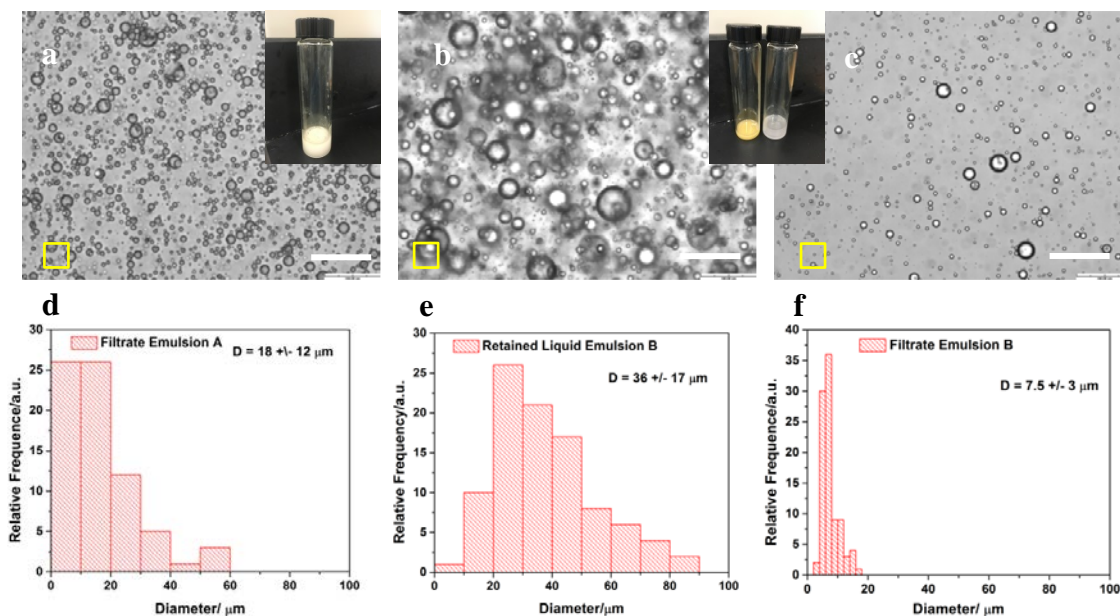 a
b
c
d
e
f
30
25
20
15
10
5
0
Relative Frequence/a.u.
Filtrate Emulsion A
D = 18 +\- 12 μm
0 20 40 60 80 100
Diameter/ μm
30
25
20
15
10
5
0
Relative Frequency/a.u.
Retained Liquid Emulsion B
D = 36 +/- 17 μm
0 20 40 60 80 100
Diameter/μm
40
35
30
25
20
15
10
5
0
Relative Frequence/a.u.
Filtrate Emulsion B
D = 7.5 +/- 3 μm
0 20 40 60 80 100
Diameter/ μm